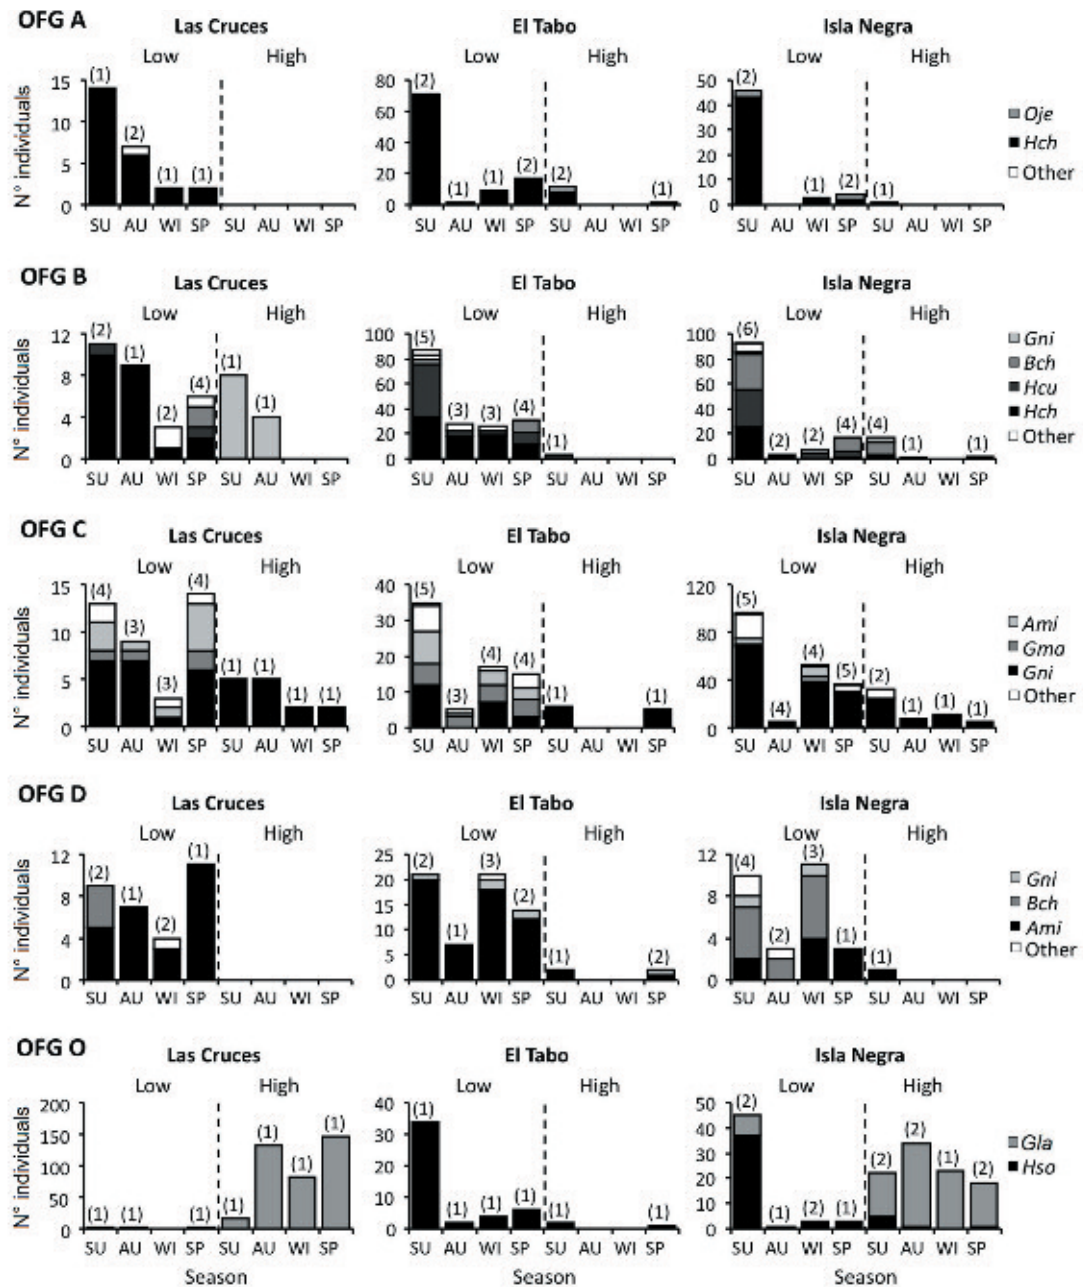 OFG A
Las Cruces El Tabo Isla Negra
Low High Low High Low High
N° individuals
15 10 5 0
(1) (2) (1) (1)
SU AU WI SP SU AU WI SP
80 60 40 20 0
(2) (1) (1) (2) (2) (1)
SU AU WI SP SU AU WI SP
50 40 30 20 10 0
(2) (1) (2) (1)
SU AU WI SP SU AU WI SP
Oje
Hch
Other
OFG B
Las Cruces El Tabo Isla Negra
Low High Low High Low High
N° individuals
12 8 4 0
(2) (1) (2) (4) (1) (1)
SU AU WI SP SU AU WI SP
100 80 60 40 20 0
(5) (3) (3) (4) (1)
SU AU WI SP SU AU WI SP
100 80 60 40 20 0
(6) (2) (2) (4) (4) (1) (1)
SU AU WI SP SU AU WI SP
Gni
Bch
Hcu
Hch
Other
OFG C
Las Cruces El Tabo Isla Negra
Low High Low High Low High
N° individuals
15 10 5 0
(4) (3) (3) (4) (1) (1) (1) (1)
SU AU WI SP SU AU WI SP
40 30 20 10 0
(5) (3) (4) (4) (1) (1)
SU AU WI SP SU AU WI SP
120 80 40 0
(5) (4) (4) (5) (2) (1) (1) (1)
SU AU WI SP SU AU WI SP
Ami
Gma
Gni
Other
OFG D
Las Cruces El Tabo Isla Negra
Low High Low High Low High
N° individuals
12 8 4 0
(2) (1) (2) (1)
SU AU WI SP SU AU WI SP
25 20 15 10 5 0
(2) (1) (3) (2) (1) (2)
SU AU WI SP SU AU WI SP
12 8 4 0
(4) (2) (3) (1) (1)
SU AU WI SP SU AU WI SP
Gni
Bch
Ami
Other
OFG O
Las Cruces El Tabo Isla Negra
Low High Low High Low High
N° individuals
200 150 100 50 0
(1) (1) (1) (1) (1) (1) (1)
SU AU WI SP SU AU WI SP
40 30 20 10 0
(1) (1) (1) (1) (1) (1)
SU AU WI SP SU AU WI SP
50 40 30 20 10 0
(2) (1) (2) (3) (2) (2) (1) (2)
SU AU WI SP SU AU WI SP
Gla
Hso
Season Season Season